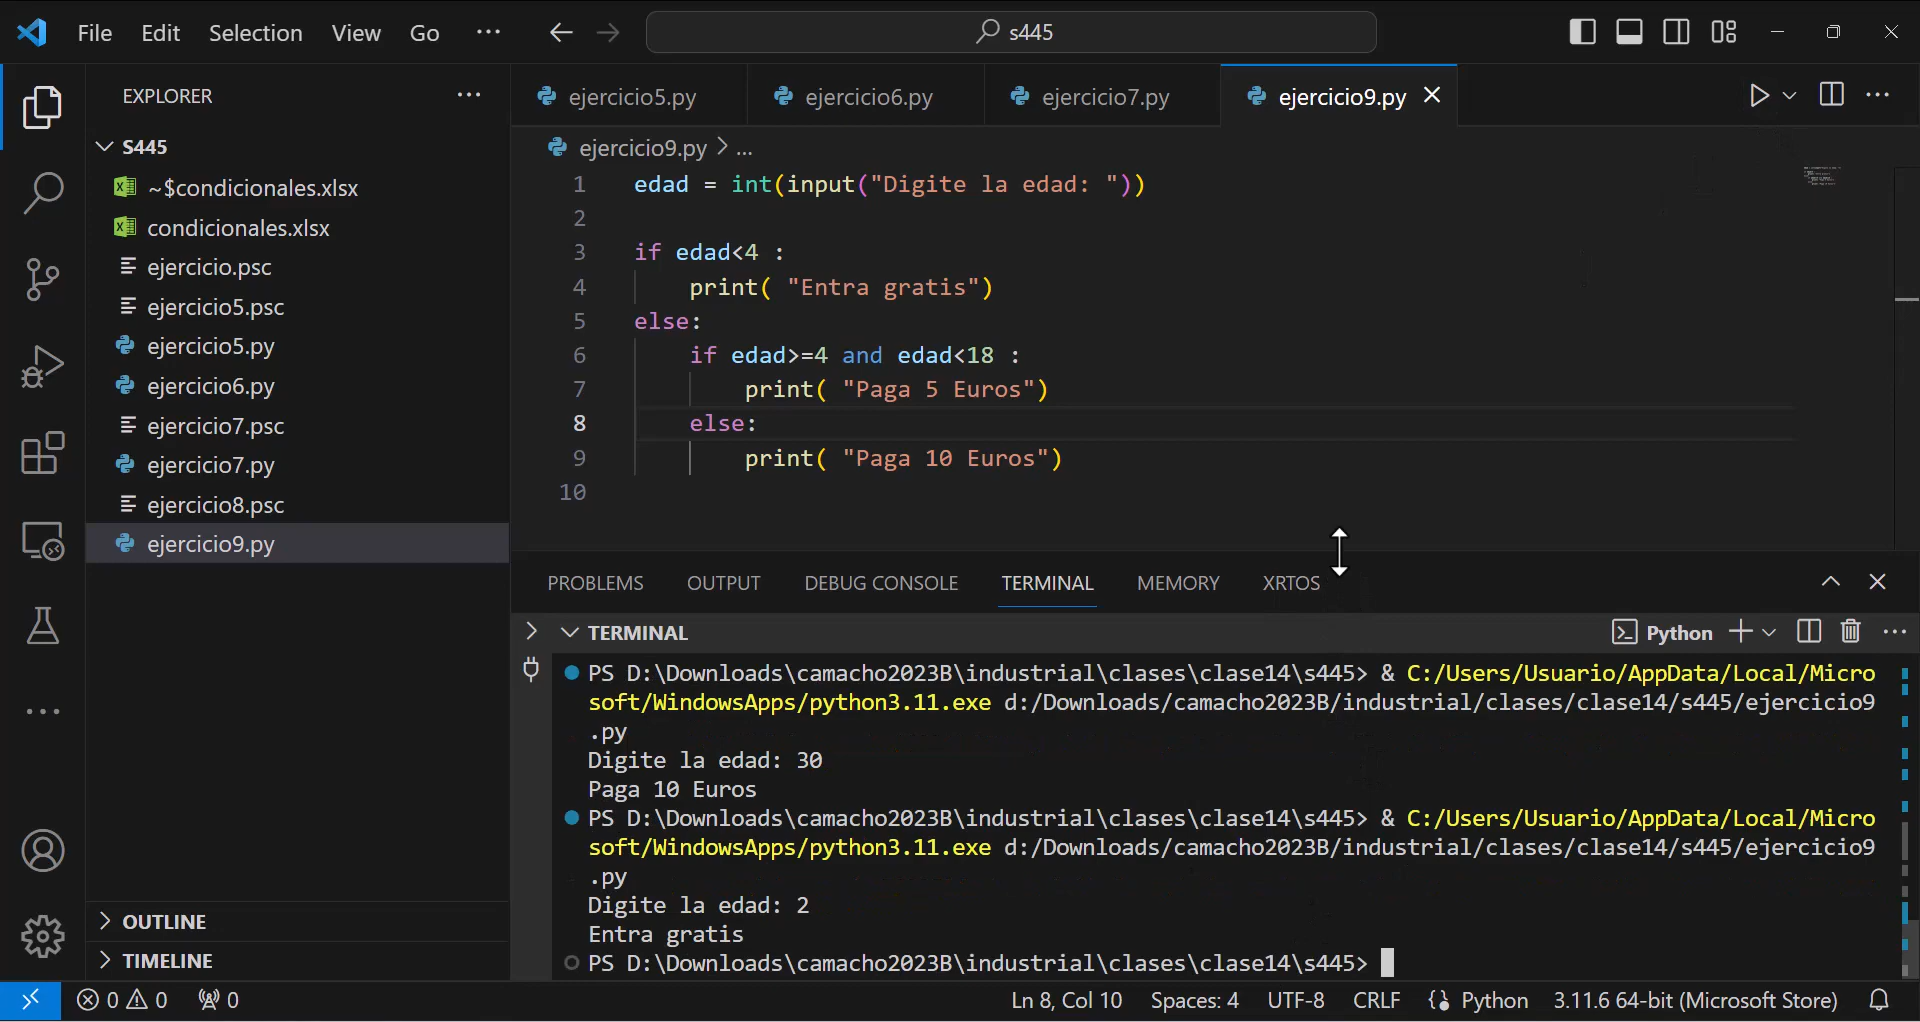 File Edit Selection View Go ··· s445
EXPLORER ···
S445
~$condicionales.xlsx
condicionales.xlsx
ejercicio.psc
ejercicio5.psc
ejercicio5.py
ejercicio6.py
ejercicio7.psc
ejercicio7.py
ejercicio8.psc
ejercicio9.py
OUTLINE
TIMELINE
ejercicio5.py ejercicio6.py ejercicio7.py ejercicio9.py
ejercicio9.py > ...
1 edad = int(input("Digite la edad: "))
2
3 if edad<4 :
4 print( "Entra gratis")
5 else:
6 if edad>=4 and edad<18 :
7 print( "Paga 5 Euros")
8 else:
9 print( "Paga 10 Euros")
10
PROBLEMS OUTPUT DEBUG CONSOLE TERMINAL MEMORY XRTOS
TERMINAL Python
PS D:\Downloads\camacho2023B\industrial\clases\clase14\s445> & C:/Users/Usuario/AppData/Local/Micro
soft/WindowsApps/python3.11.exe d:/Downloads/camacho2023B/industrial/clases/clase14/s445/ejercicio9
.py
Digite la edad: 30
Paga 10 Euros
PS D:\Downloads\camacho2023B\industrial\clases\clase14\s445> & C:/Users/Usuario/AppData/Local/Micro
soft/WindowsApps/python3.11.exe d:/Downloads/camacho2023B/industrial/clases/clase14/s445/ejercicio9
.py
Digite la edad: 2
Entra gratis
PS D:\Downloads\camacho2023B\industrial\clases\clase14\s445>
0 0 0 Ln 8, Col 10 Spaces: 4 UTF-8 CRLF Python 3.11.6 64-bit (Microsoft Store)